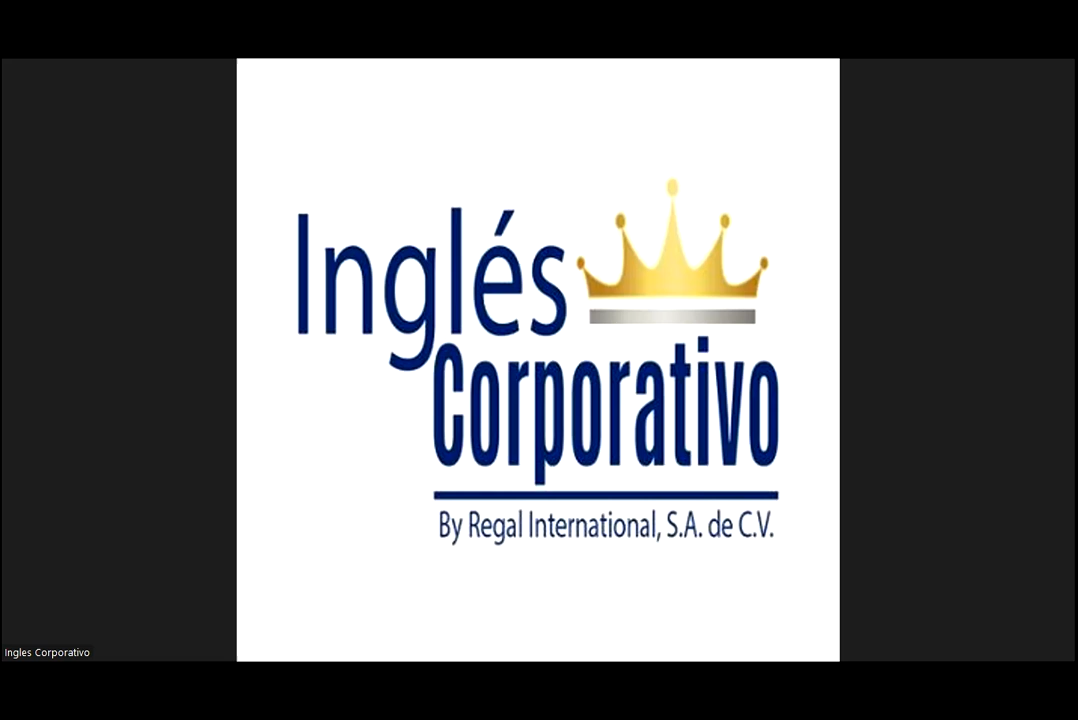 Inglés
Corporativo
By Regal International, S.A. de C.V.
Ingles Corporativo